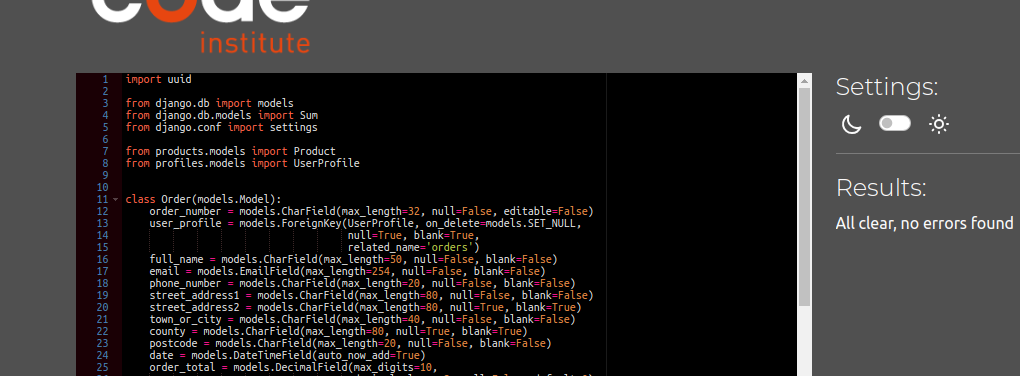 code
institute
1 import uuid
2
3 from django.db import models
4 from django.db.models import Sum
5 from django.conf import settings
6
7 from products.models import Product
8 from profiles.models import UserProfile
9
10
11 class Order(models.Model):
12 order_number = models.CharField(max_length=32, null=False, editable=False)
13 user_profile = models.ForeignKey(UserProfile, on_delete=models.SET_NULL,
14 null=True, blank=True,
15 related_name='orders')
16 full_name = models.CharField(max_length=50, null=False, blank=False)
17 email = models.EmailField(max_length=254, null=False, blank=False)
18 phone_number = models.CharField(max_length=20, null=False, blank=False)
19 street_address1 = models.CharField(max_length=80, null=False, blank=False)
20 street_address2 = models.CharField(max_length=80, null=True, blank=True)
21 town_or_city = models.CharField(max_length=40, null=False, blank=False)
22 county = models.CharField(max_length=80, null=True, blank=True)
23 postcode = models.CharField(max_length=20, null=False, blank=False)
24 date = models.DateTimeField(auto_now_add=True)
25 order_total = models.DecimalField(max_digits=10,
Settings:
Results:
All clear, no errors found